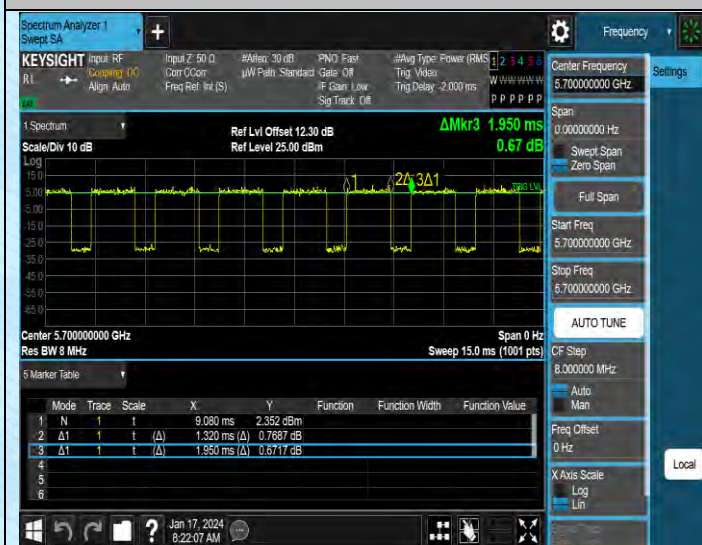 Spectrum Analyzer 1
Swept SA
+
Frequency
KEYSIGHT
Input: RF
Input Z: 50 Ω
#Atten: 30 dB
PNO: Fast
#Avg Type: Power (RMS
1 2 3 4 5 6
RL
Coupling: DC
Corr CCorr
µW Path: Standard
Gate: Off
Trig: Video
W W W W W W
Align: Auto
Freq Ref: Int (S)
IF Gain: Low
Trig Delay: -2.000 ms
Sig Track: Off
P P P P P P
1 Spectrum
Ref Lvl Offset 12.30 dB
ΔMkr3 1.950 ms
Scale/Div 10 dB
Ref Level 25.00 dBm
0.67 dB
Log
15.0
5.00
-5.00
-15.0
-25.0
-35.0
-45.0
-55.0
-65.0
1
2Δ
3Δ1
TRIG LVL
Center 5.700000000 GHz
Span 0 Hz
Res BW 8 MHz
Sweep 15.0 ms (1001 pts)
5 Marker Table
Mode Trace Scale X Y Function Function Width Function Value
1 N 1 t 9.080 ms 2.352 dBm
2 Δ1 1 t (Δ) 1.320 ms (Δ) 0.7687 dB
3 Δ1 1 t (Δ) 1.950 ms (Δ) 0.6717 dB
4
5
6
?
Jan 17, 2024
8:22:07 AM
Center Frequency
5.700000000 GHz
Settings
Span
0.00000000 Hz
Swept Span
Zero Span
Full Span
Start Freq
5.700000000 GHz
Stop Freq
5.700000000 GHz
AUTO TUNE
CF Step
8.000000 MHz
Auto
Man
Freq Offset
0 Hz
X Axis Scale
Log
Lin
Local